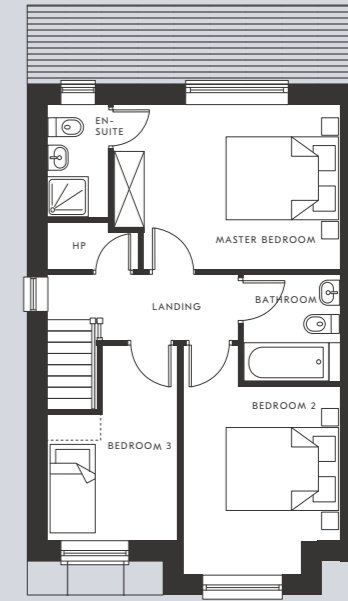 EN-
SUITE
HP
MASTER BEDROOM
LANDING
BATHROOM
BEDROOM 2
BEDROOM 3